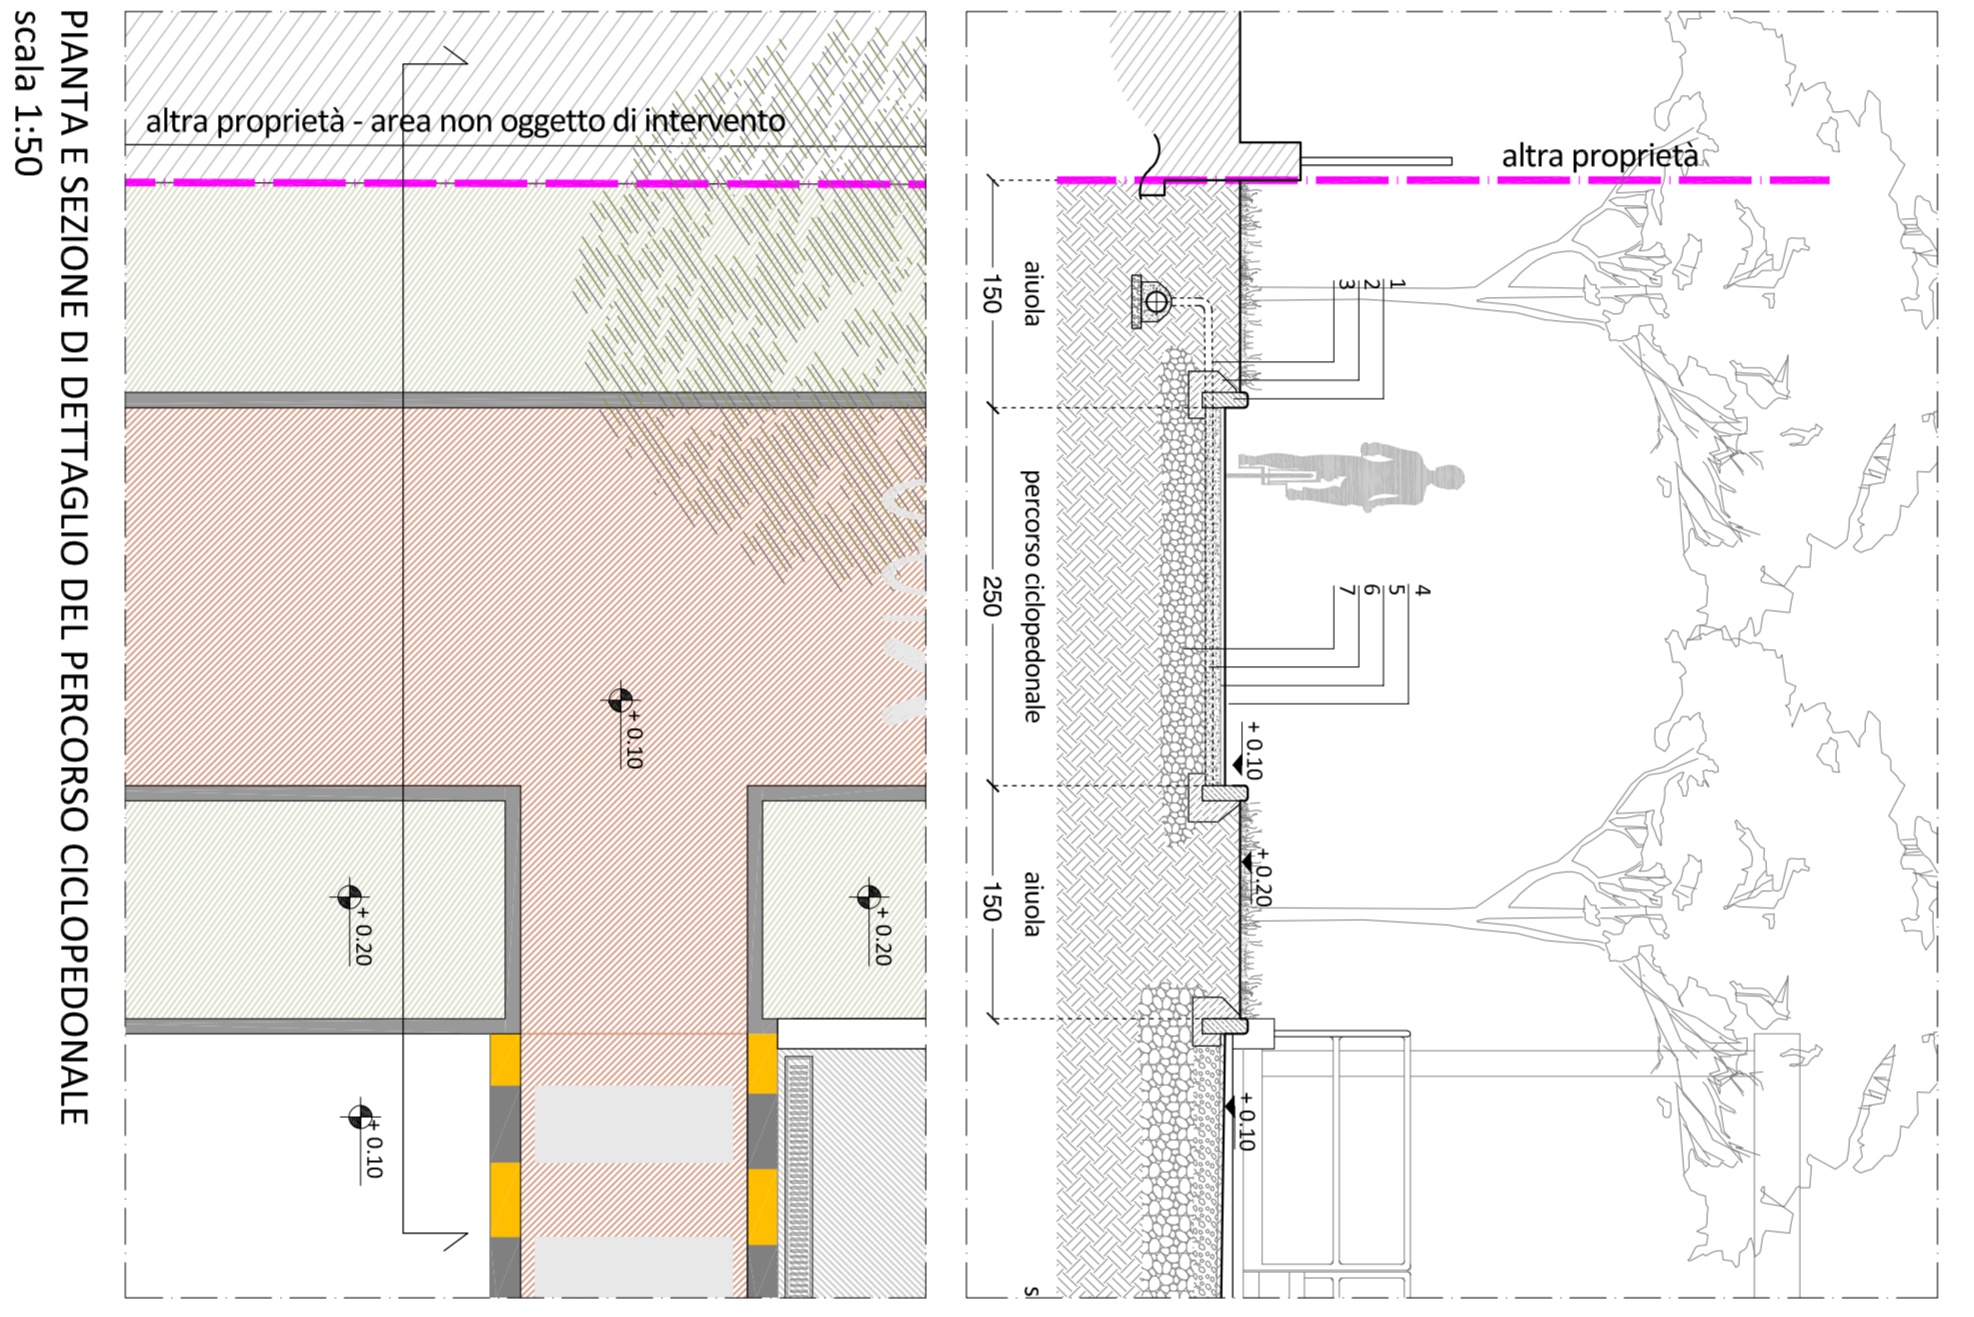 PIANTA E SEZIONE DI DETTAGLIO DEL PERCORSO CICLOPEDONALE
scala 1:50
altra proprietà
1
2
3
4
5
6
7
+ 0.10
+ 0.20
+ 0.10
aiuola
percorso ciclopedonale
aiuola
s
150
250
150
altra proprietà - area non oggetto di intervento
+ 0.10
+ 0.20
+ 0.20
+ 0.10